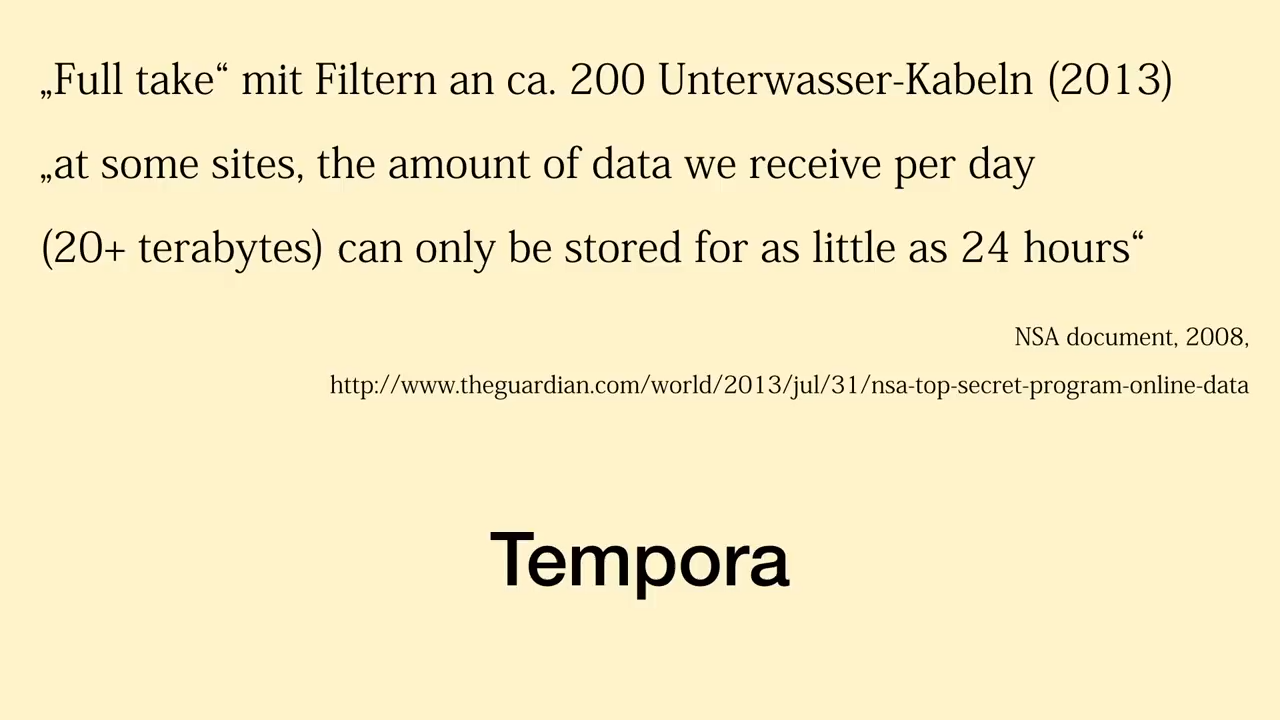 „Full take“ mit Filtern an ca. 200 Unterwasser-Kabeln (2013)
„at some sites, the amount of data we receive per day
(20+ terabytes) can only be stored for as little as 24 hours“
NSA document, 2008,
http://www.theguardian.com/world/2013/jul/31/nsa-top-secret-program-online-data
Tempora